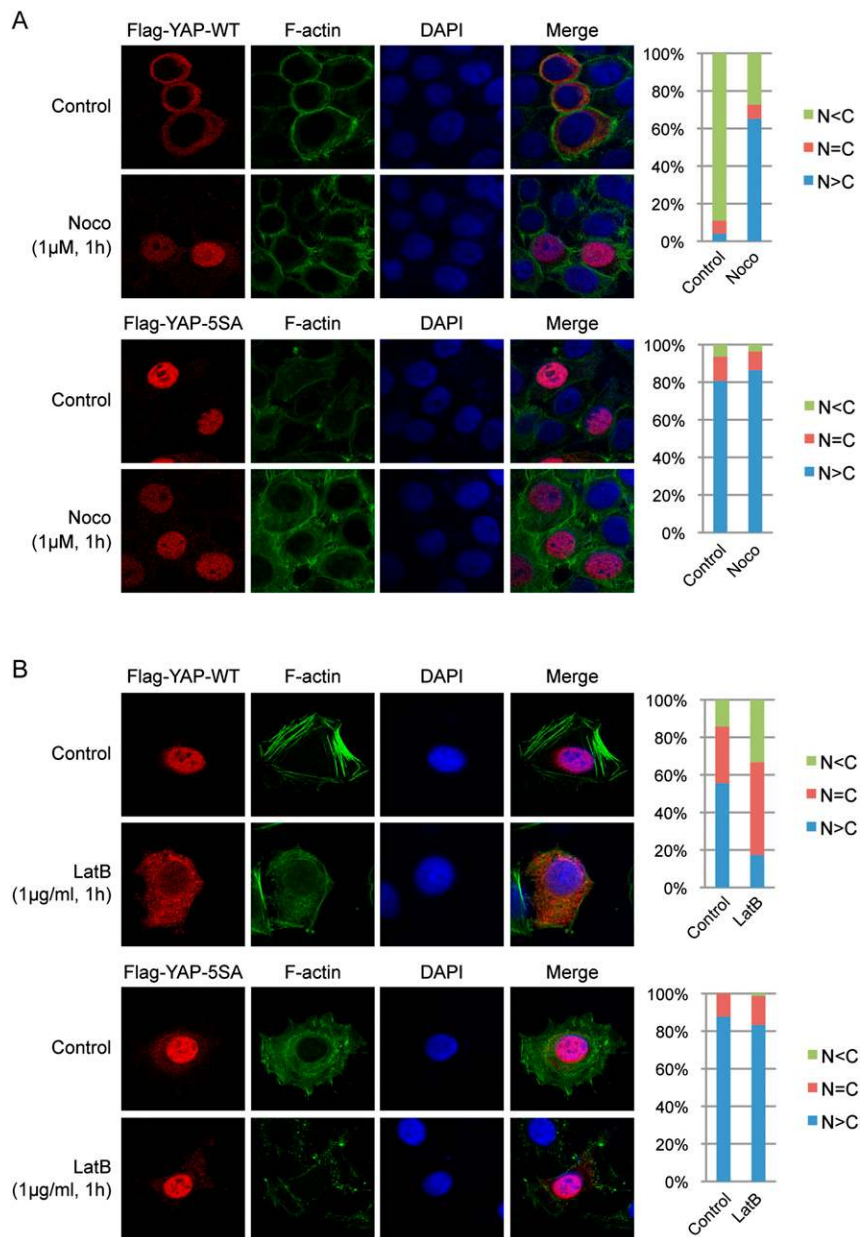 A
Flag-YAP-WT F-actin DAPI Merge
Control
Noco
(1μM, 1h)
100%
80%
60%
40%
20%
0%
Control
Noco
N<C
N=C
N>C
Flag-YAP-5SA F-actin DAPI Merge
Control
Noco
(1μM, 1h)
100%
80%
60%
40%
20%
0%
Control
Noco
N<C
N=C
N>C
B
Flag-YAP-WT F-actin DAPI Merge
Control
LatB
(1μg/ml, 1h)
100%
80%
60%
40%
20%
0%
Control
LatB
N<C
N=C
N>C
Flag-YAP-5SA F-actin DAPI Merge
Control
LatB
(1μg/ml, 1h)
100%
80%
60%
40%
20%
0%
Control
LatB
N<C
N=C
N>C